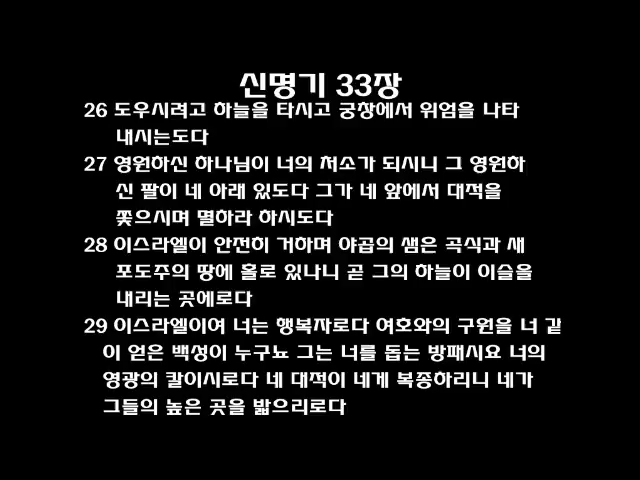 신명기 33장
26 도우시려고 하늘을 타시고 궁창에서 위엄을 나타
내시는도다
27 영원하신 하나님이 너의 처소가 되시니 그 영원하
신 팔이 네 아래 있도다 그가 네 앞에서 대적을
쫓으시며 멸하라 하시도다
28 이스라엘이 안전히 거하며 야곱의 샘은 곡식과 새
포도주의 땅에 홀로 있나니 곧 그의 하늘이 이슬을
내리는 곳에로다
29 이스라엘이여 너는 행복자로다 여호와의 구원을 너 같
이 얻은 백성이 누구뇨 그는 너를 돕는 방패시요 너의
영광의 칼이시로다 네 대적이 네게 복종하리니 네가
그들의 높은 곳을 밟으리로다